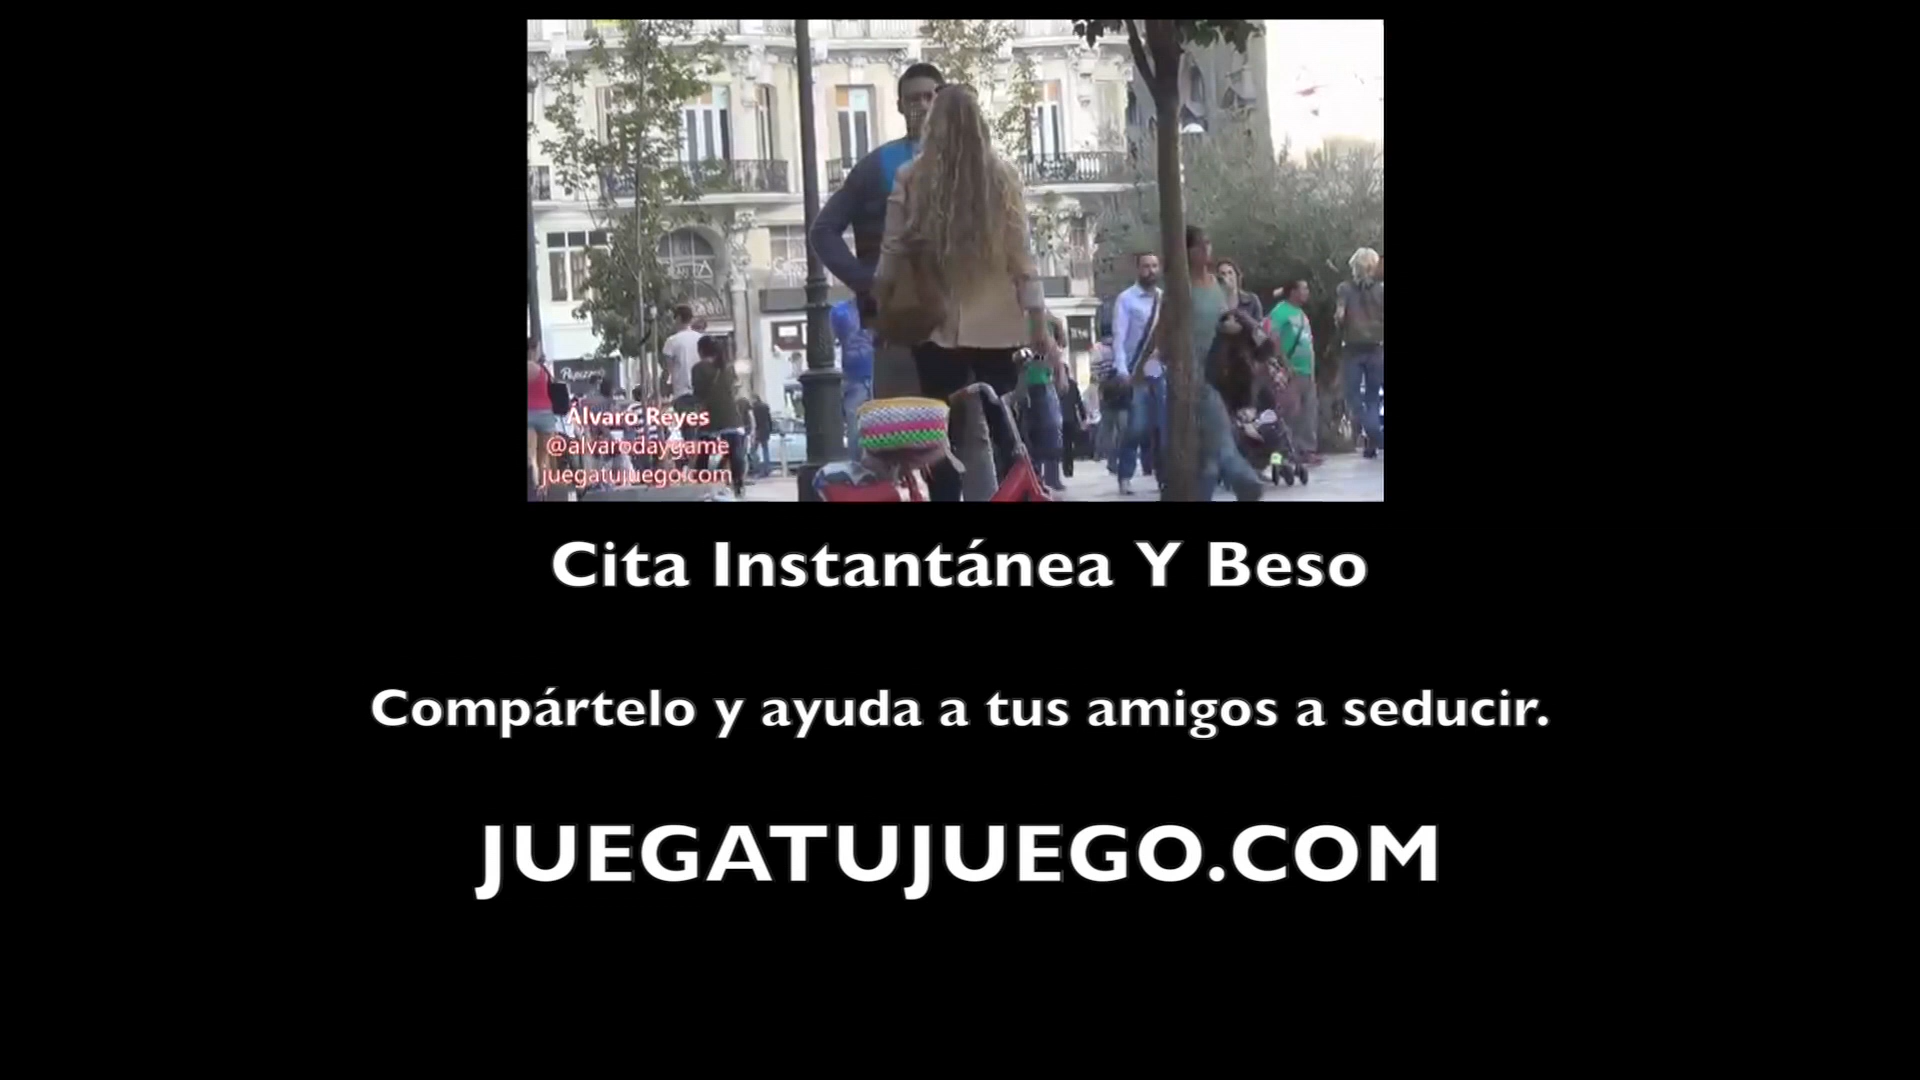 Álvaro Reyes
@alvarodaygame
juegatujuego.com
Cita Instantánea Y Beso
Compártelo y ayuda a tus amigos a seducir.
JUEGATUJUEGO.COM